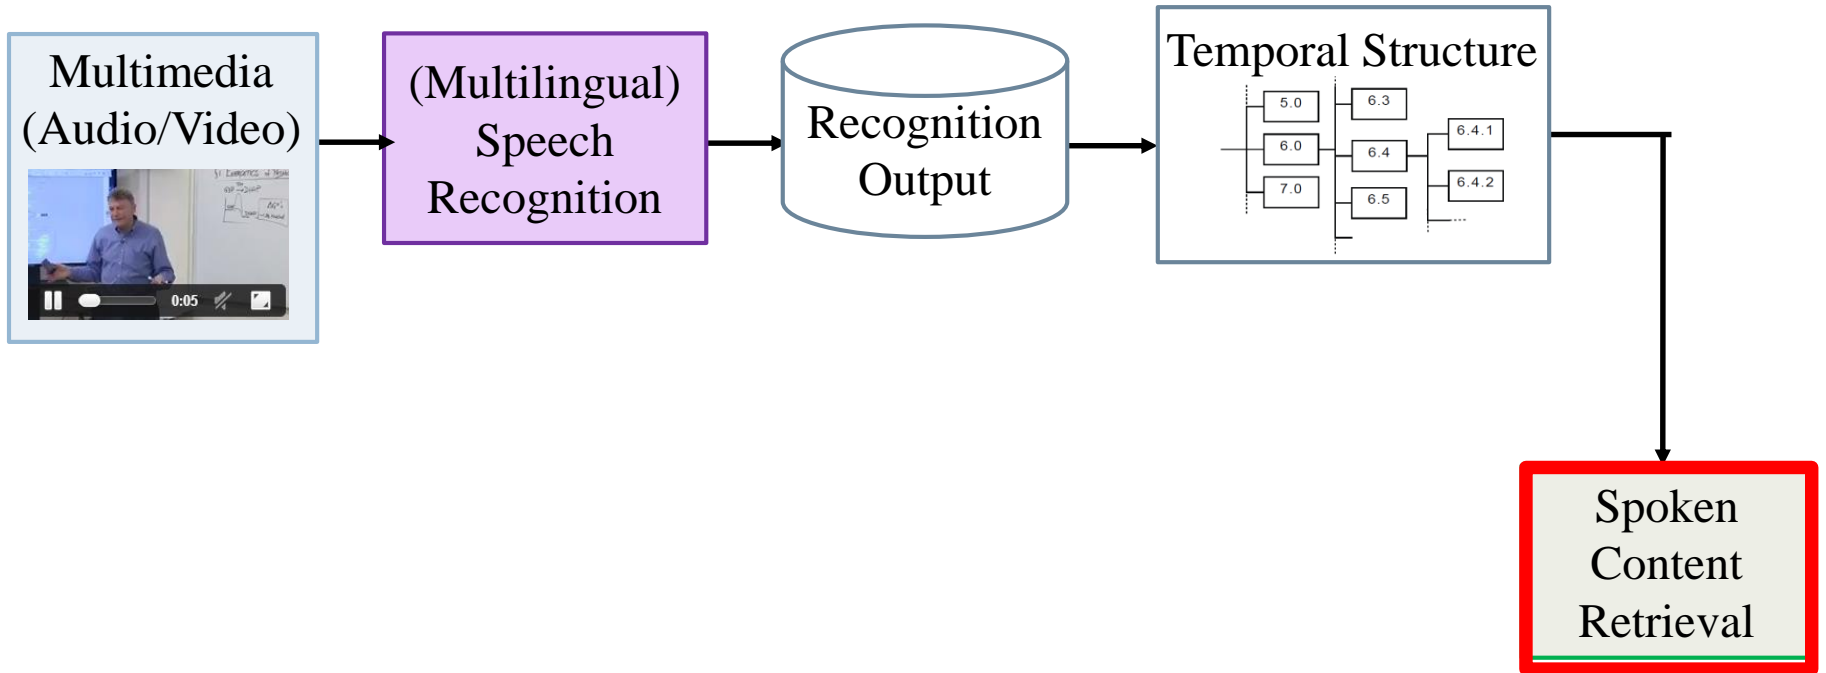 Multimedia
(Audio/Video)
0:05
(Multilingual)
Speech
Recognition
Recognition
Output
Temporal Structure
5.0
6.0
7.0
6.3
6.4
6.5
6.4.1
6.4.2
Spoken
Content
Retrieval